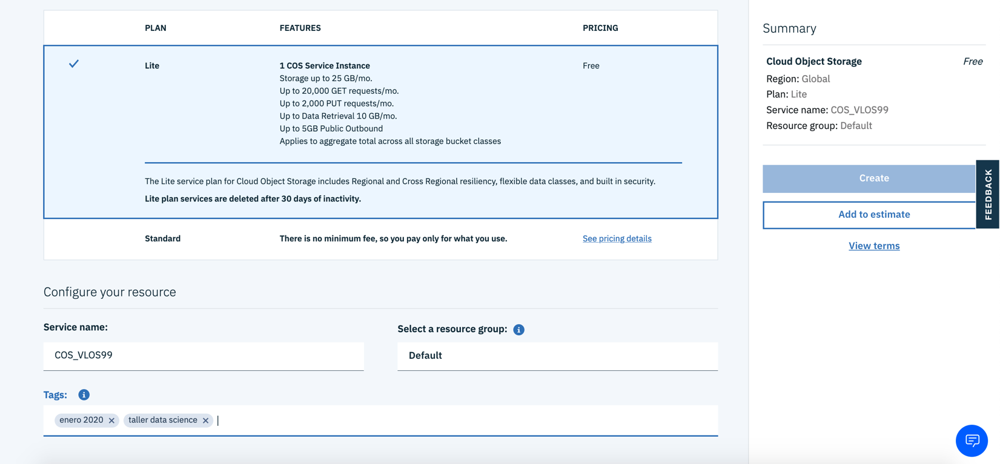 PLAN FEATURES PRICING
Lite 1 COS Service Instance Free
Storage up to 25 GB/mo.
Up to 20,000 GET requests/mo.
Up to 2,000 PUT requests/mo.
Up to Data Retrieval 10 GB/mo.
Up to 5GB Public Outbound
Applies to aggregate total across all storage bucket classes
The Lite service plan for Cloud Object Storage includes Regional and Cross Regional resiliency, flexible data classes, and built in security.
Lite plan services are deleted after 30 days of inactivity.
Standard There is no minimum fee, so you pay only for what you use. See pricing details
Configure your resource
Service name:
COS_VLOS99
Select a resource group:
Default
Tags:
enero 2020 taller data science
Summary
Cloud Object Storage Free
Region: Global
Plan: Lite
Service name: COS_VLOS99
Resource group: Default
Create
Add to estimate
View terms
FEEDBACK